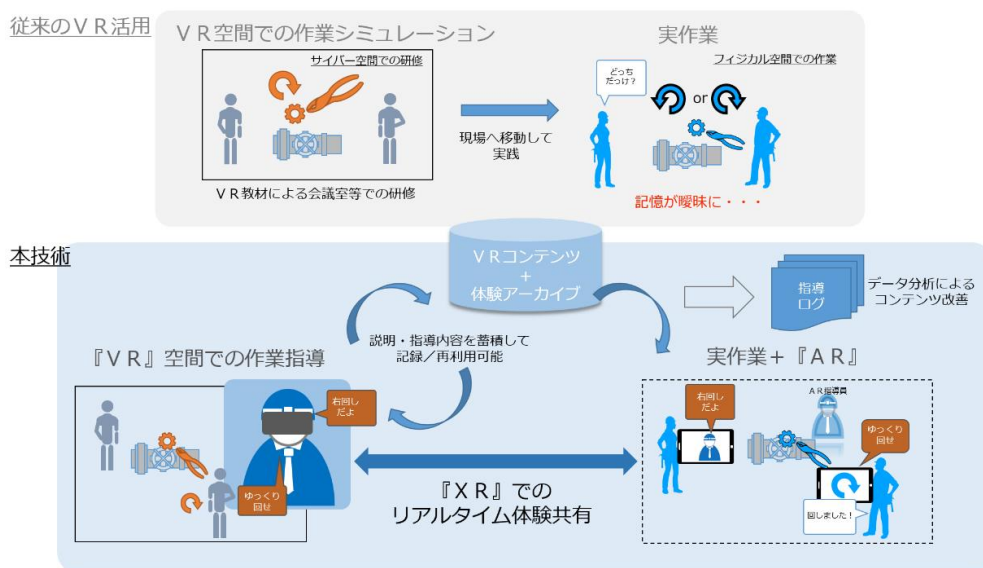 従来のＶＲ活用
ＶＲ空間での作業シミュレーション
サイバー空間での研修
ＶＲ教材による会議室等での研修
現場へ移動して
実践
実作業
フィジカル空間での作業
どっち
だっけ？
or
記憶が曖昧に・・・
本技術
ＶＲコンテンツ
+
体験アーカイブ
指導
ログ
データ分析による
コンテンツ改善
説明・指導内容を蓄積して
記録／再利用可能
『ＶＲ』空間での作業指導
右回し
だよ
ゆっくり
回せ
『ＸＲ』での
リアルタイム体験共有
実作業＋『ＡＲ』
ＡＲ指導員
右回し
だよ
ゆっくり
回せ
回しました！